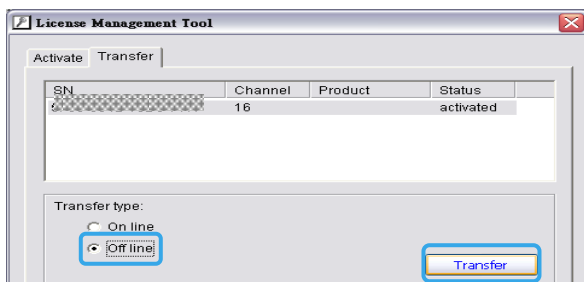 License Management Tool
Activate Transfer
SN Channel Product Status
16 activated
Transfer type:
On line
Off line
Transfer